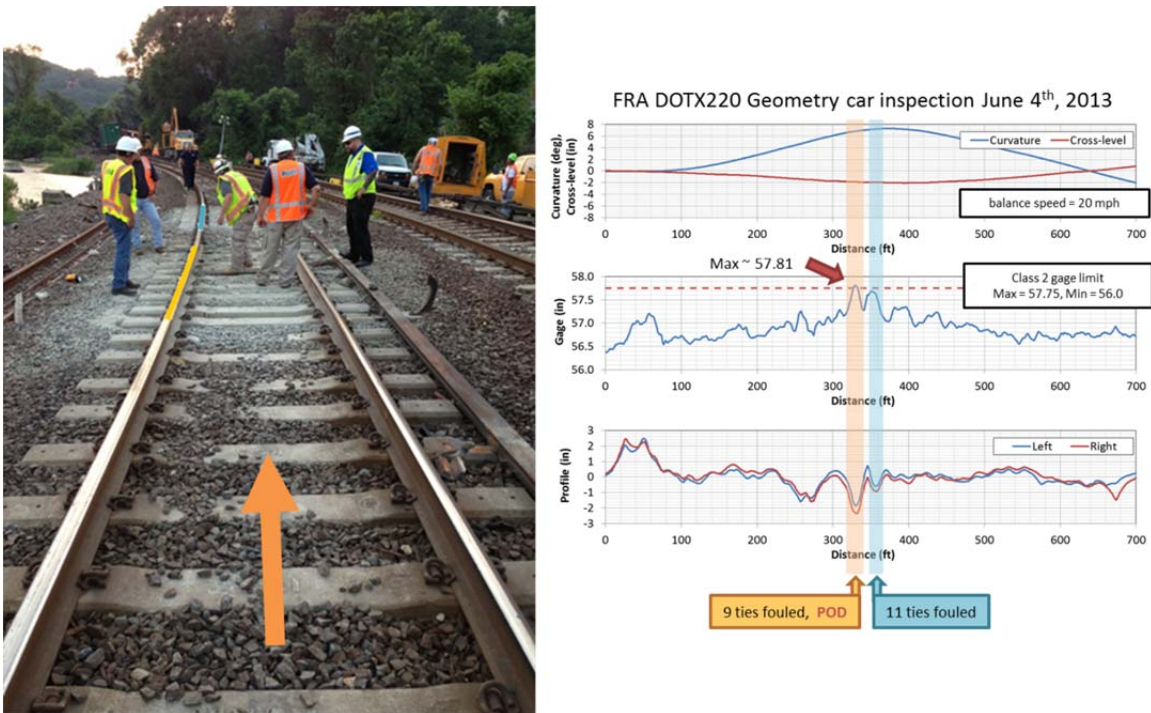 FRA DOTX220 Geometry car inspection June 4th, 2013
Curvature (deg),
Cross-level (in)
8
6
4
2
0
-2
-4
-6
-8
Curvature
Cross-level
balance speed = 20 mph
0 100 200 300 400 500 600 700
Distance (ft)
Max ~ 57.81
Class 2 gage limit
Max = 57.75, Min = 56.0
Gage (in)
58.0
57.5
57.0
56.5
56.0
0 100 200 300 400 500 600 700
Distance (ft)
Profile (in)
3
2
1
0
-1
-2
-3
Left
Right
0 100 200 300 400 500 600 700
Distance (ft)
9 ties fouled, POD
11 ties fouled